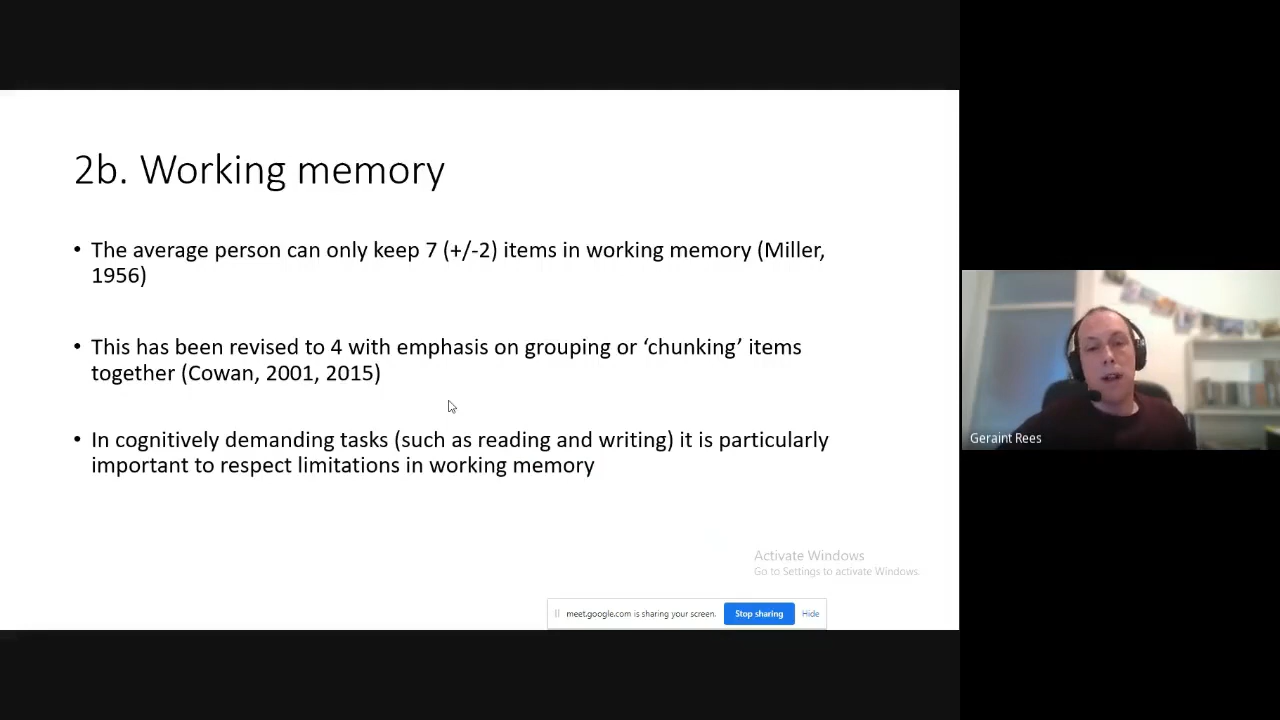 2b. Working memory
• The average person can only keep 7 (+/-2) items in working memory (Miller,
1956)
• This has been revised to 4 with emphasis on grouping or ‘chunking’ items
together (Cowan, 2001, 2015)
• In cognitively demanding tasks (such as reading and writing) it is particularly
important to respect limitations in working memory
Geraint Rees
Activate Windows
Go to Settings to activate Windows.
meet.google.com is sharing your screen. Stop sharing Hide